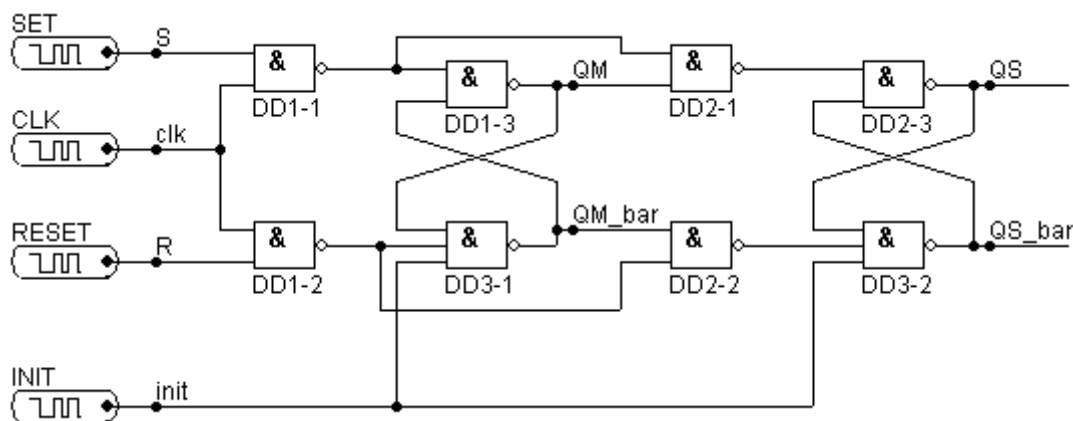 SET
S
&
DD1-1
&
DD1-3
QM
&
DD2-1
&
DD2-3
QS
CLK
clk
RESET
R
&
DD1-2
&
DD3-1
QM_bar
&
DD2-2
&
DD3-2
QS_bar
INIT
init